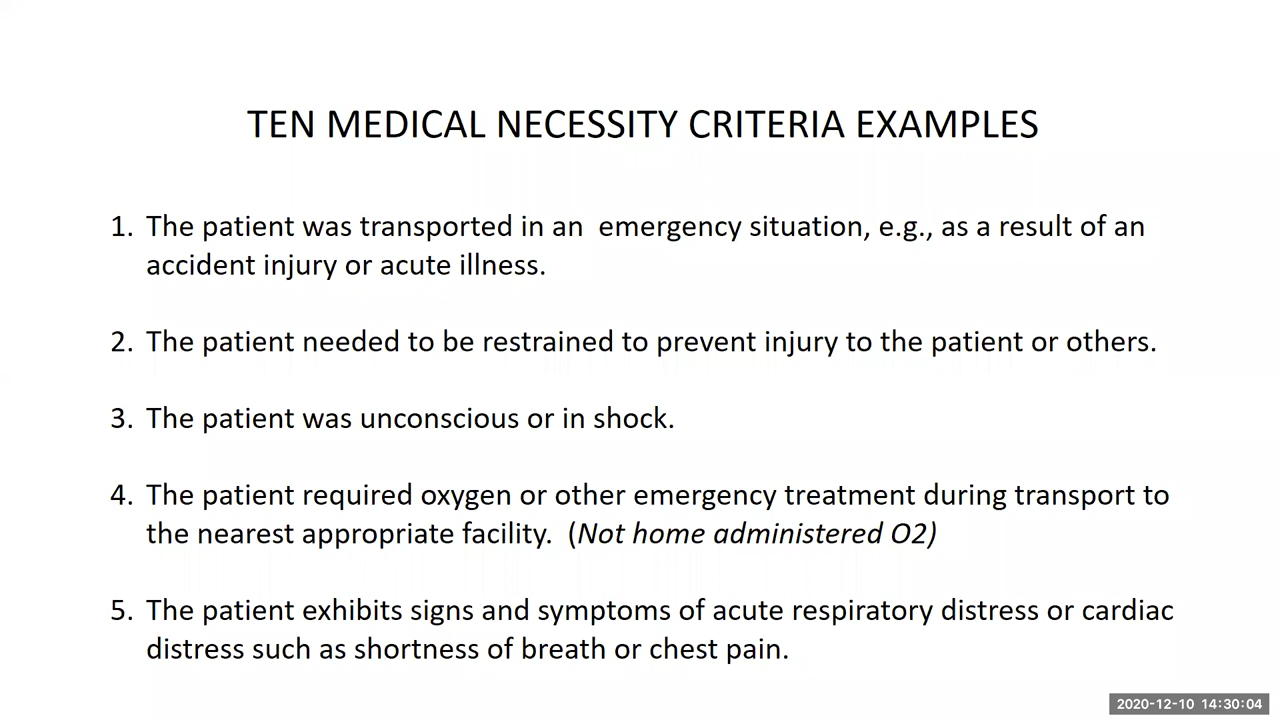 TEN MEDICAL NECESSITY CRITERIA EXAMPLES
1. The patient was transported in an  emergency situation, e.g., as a result of an
accident injury or acute illness.
2. The patient needed to be restrained to prevent injury to the patient or others.
3. The patient was unconscious or in shock.
4. The patient required oxygen or other emergency treatment during transport to
the nearest appropriate facility.  (Not home administered O2)
5. The patient exhibits signs and symptoms of acute respiratory distress or cardiac
distress such as shortness of breath or chest pain.
2020-12-10  14:30:04